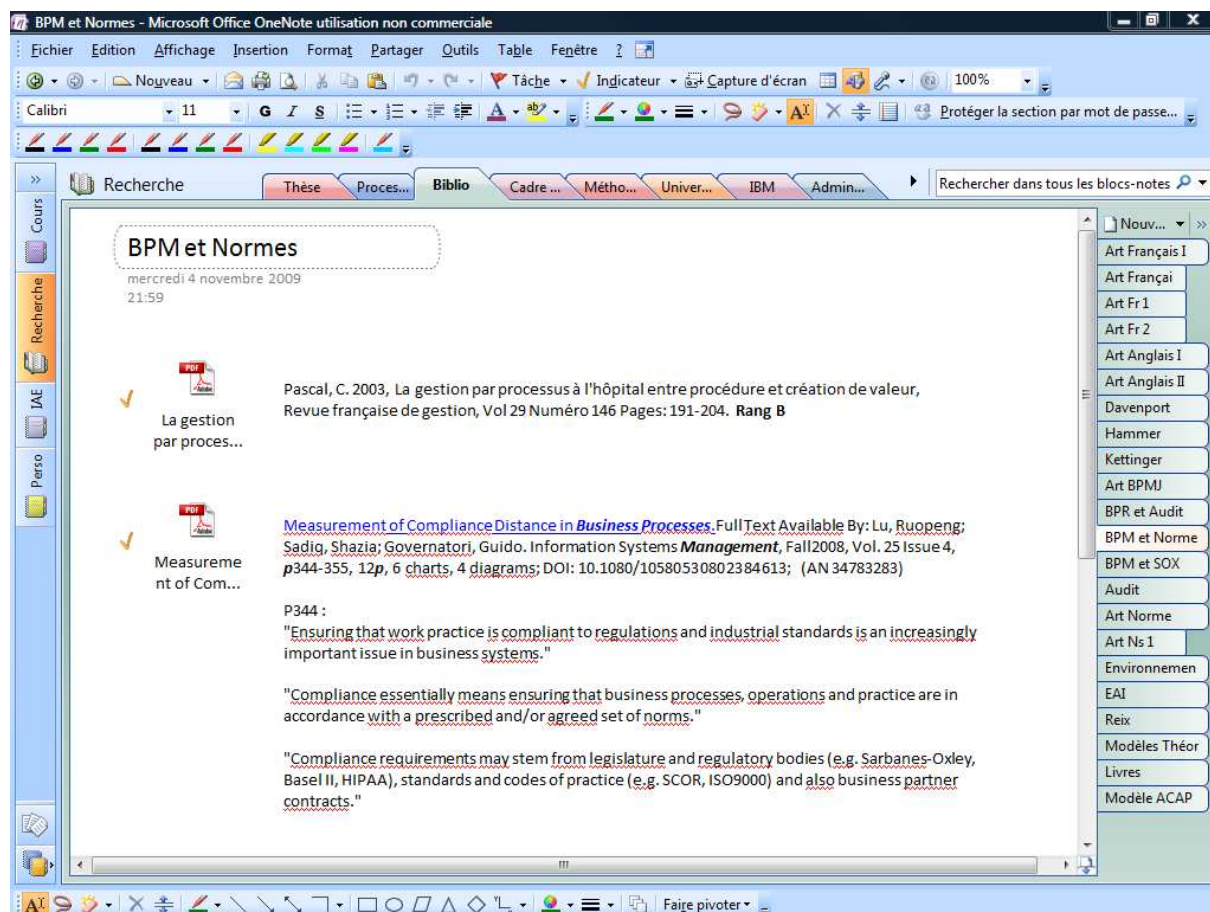 BPM et Normes - Microsoft Office OneNote utilisation non commerciale
Fichier Edition Affichage Insertion Format Partager Outils Tableau Fenêtre ?
Nouveau Tâche Indicateur Capture d'écran 100%
Calibri 11 G I S Protéger la section par mot de passe...
Recherche Thèse Proces... Biblio Cadre ... Métho... Univer... IBM Admin... Rechercher dans tous les blocs-notes
Cours
Recherche
IAE
Perso
BPM et Normes
mercredi 4 novembre 2009
21:59
PDF
Adobe
La gestion
par proces...
Pascal, C. 2003, La gestion par processus à l'hôpital entre procédure et création de valeur,
Revue française de gestion, Vol 29 Numéro 146 Pages: 191-204. Rang B
PDF
Adobe
Measureme
nt of Com...
Measurement of Compliance Distance in Business Processes.Full Text Available By: Lu, Ruopeng;
Sadiq, Shazia; Governatori, Guido. Information Systems Management, Fall2008, Vol. 25 Issue 4,
p344-355, 12p, 6 charts, 4 diagrams; DOI: 10.1080/10580530802384613; (AN 34783283)
P344 :
"Ensuring that work practice is compliant to regulations and industrial standards is an increasingly
important issue in business systems."
"Compliance essentially means ensuring that business processes, operations and practice are in
accordance with a prescribed and/or agreed set of norms."
"Compliance requirements may stem from legislature and regulatory bodies (e.g. Sarbanes-Oxley,
Basel II, HIPAA), standards and codes of practice (e.g. SCOR, ISO9000) and also business partner
contracts."
Nouv...
Art Français I
Art Françai
Art Fr 1
Art Fr 2
Art Anglais I
Art Anglais II
Davenport
Hammer
Kettinger
Art BPMJ
BPR et Audit
BPM et Norme
BPM et SOX
Audit
Art Norme
Art Ns 1
Environnemen
EAI
Reix
Modèles Théor
Livres
Modèle ACAP
Faire pivoter